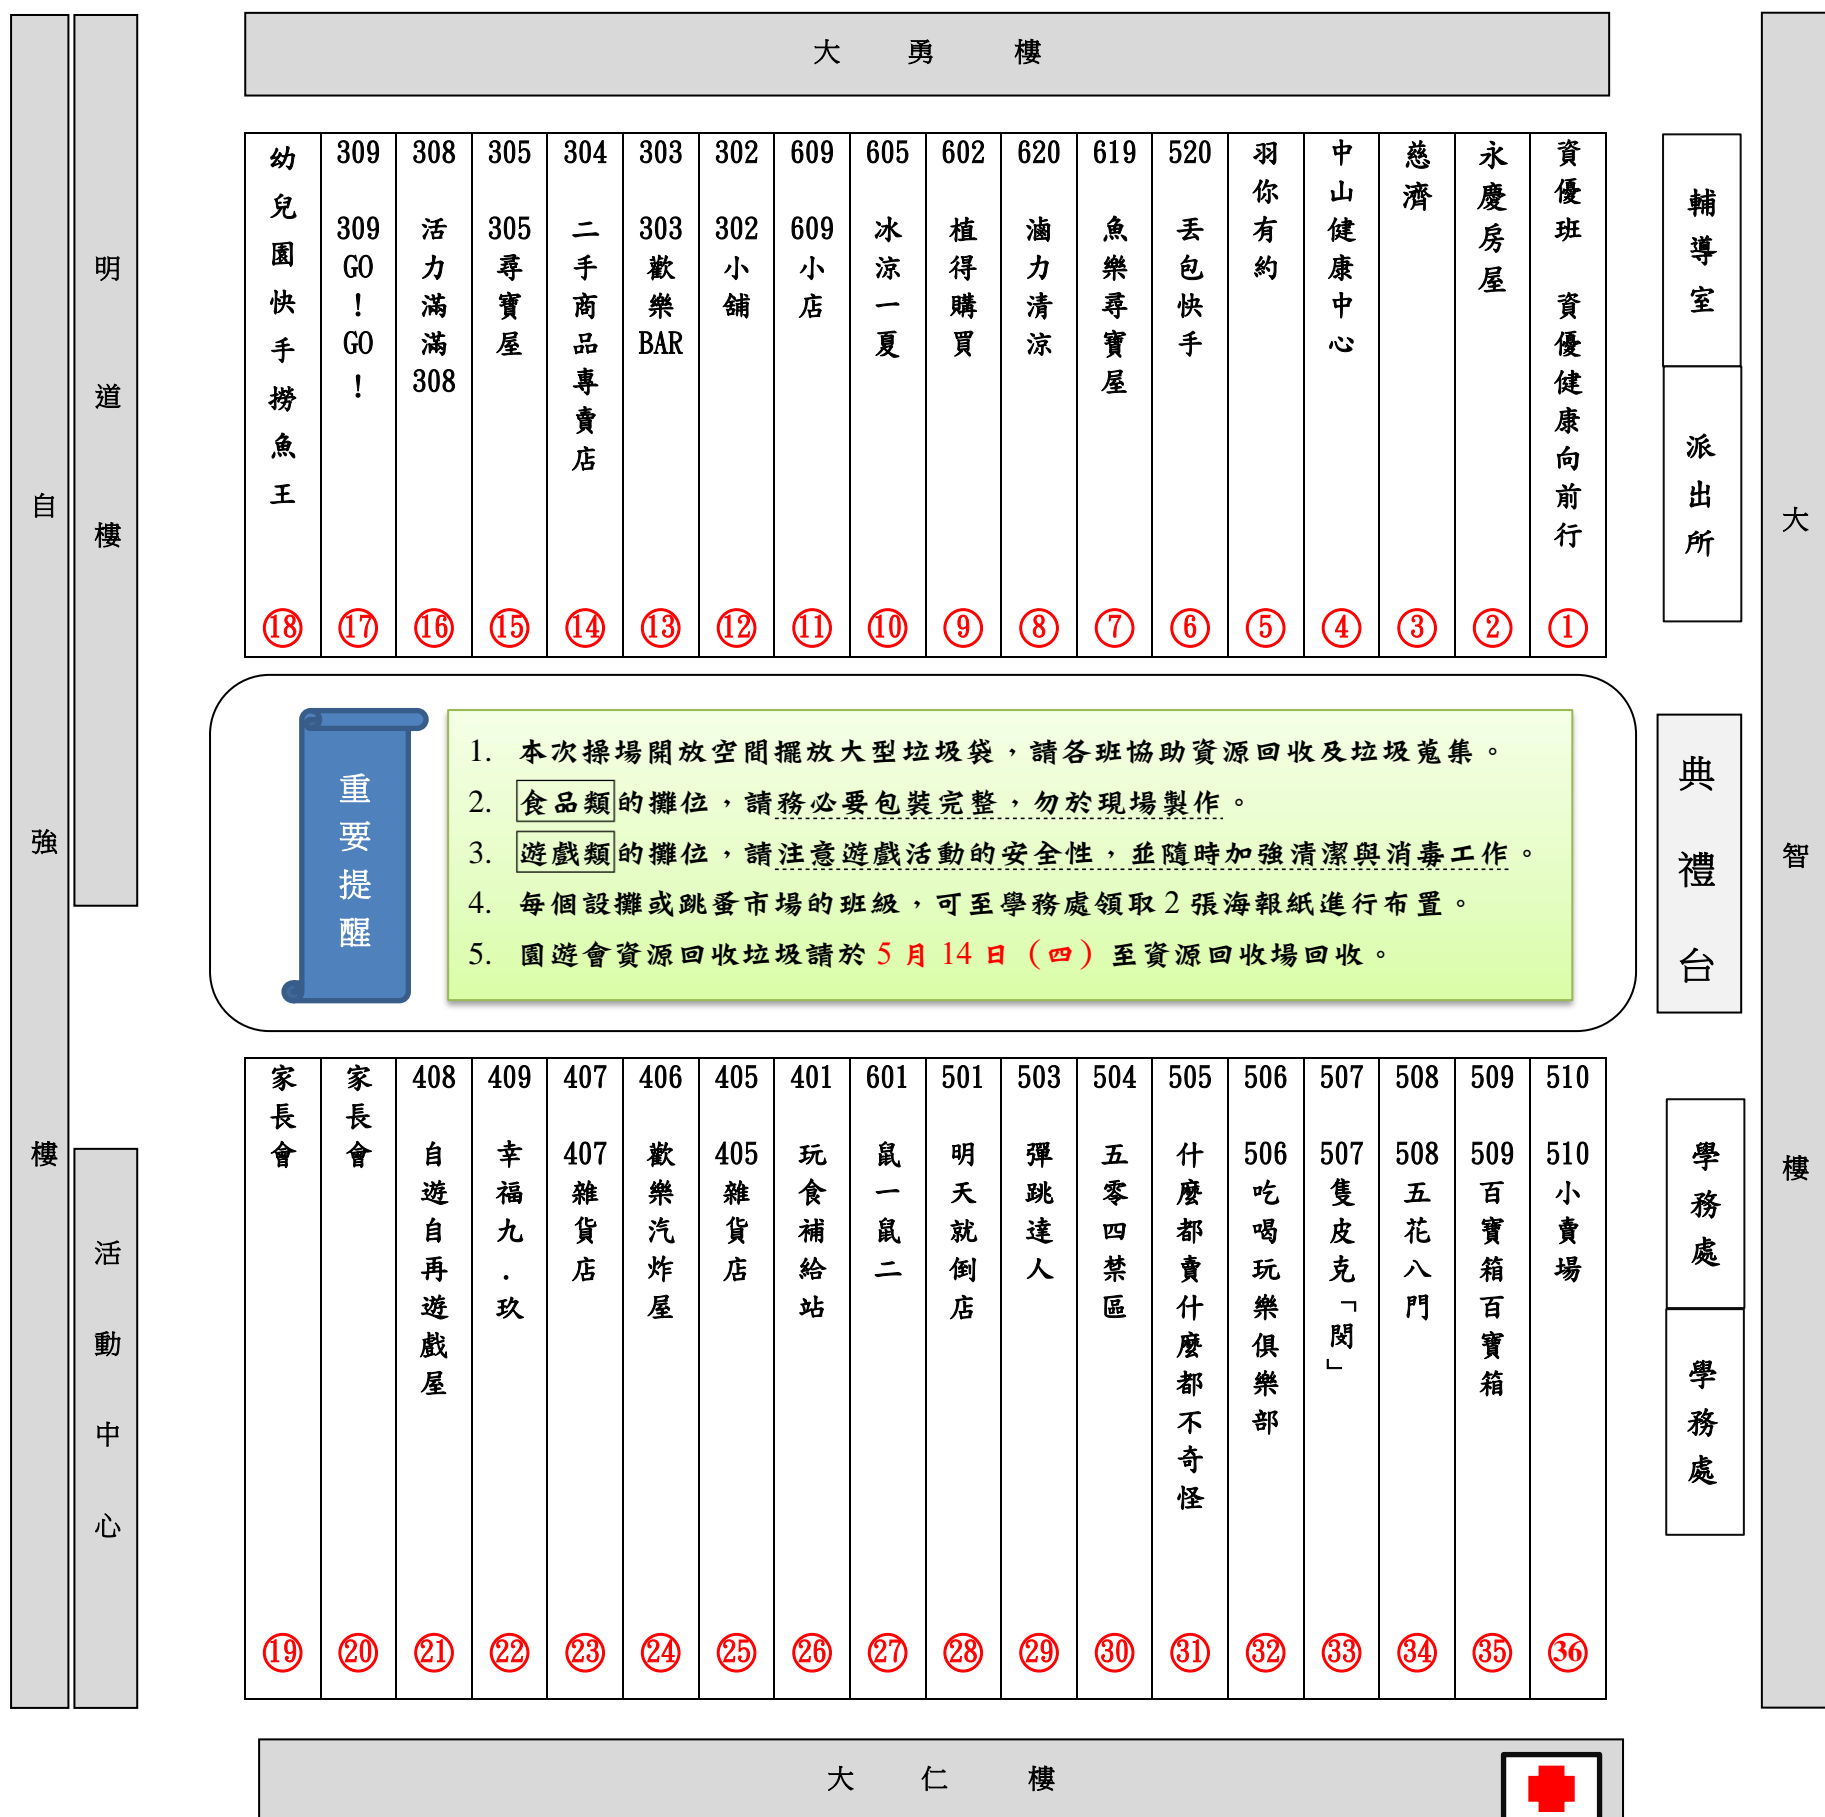 大勇樓
自強樓
明道樓
活動中心
幼兒園快手撈魚王 ⑱
309 309GO!GO! ⑰
308 活力滿滿308 ⑯
305 305尋寶屋 ⑮
304 二手商品專賣店 ⑭
303 303歡樂BAR ⑬
302 302小舖 ⑫
609 609小店 ⑪
605 冰涼一夏 ⑩
602 植得購買 ⑨
620 滷力清涼 ⑧
619 魚樂尋寶屋 ⑦
520 丟包快手 ⑥
羽你有約 ⑤
中山健康中心 ④
慈濟 ③
永慶房屋 ②
資優班 資優健康向前行 ①
輔導室
派出所
大智樓
重要提醒
1. 本次操場開放空間擺放大型垃圾袋，請各班協助資源回收及垃圾蒐集。
2. 食品類的攤位，請務必要包裝完整，勿於現場製作。
3. 遊戲類的攤位，請注意遊戲活動的安全性，並隨時加強清潔與消毒工作。
4. 每個設攤或跳蚤市場的班級，可至學務處領取2張海報紙進行布置。
5. 園遊會資源回收垃圾請於5月14日（四）至資源回收場回收。
典禮台
家長會 ⑲
家長會 ⑳
408 自遊自再遊戲屋 ㉑
409 幸福九.玖 ㉒
407 407雜貨店 ㉓
406 歡樂汽炸屋 ㉔
405 405雜貨店 ㉕
401 玩食補給站 ㉖
601 鼠一鼠二 ㉗
501 明天就倒店 ㉘
503 彈跳達人 ㉙
504 五零四禁區 ㉚
505 什麼都賣什麼都不奇怪 ㉛
506 506吃喝玩樂俱樂部 ㉜
507 507隻皮克「閔」 ㉝
508 508五花八門 ㉞
509 509百寶箱百寶箱 ㉟
510 510小賣場 ㊱
學務處
學務處
大仁樓